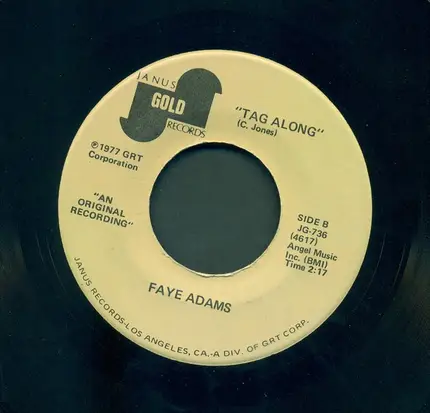 JANUS
GOLD
RECORDS
"TAG ALONG"
(C. Jones)
℗ 1977 GRT
Corporation
"AN
ORIGINAL
RECORDING"
SIDE B
JG-736
(4617)
Angel Music
Inc. (BMI)
Time 2:17
FAYE ADAMS
JANUS RECORDS-LOS ANGELES, CA.-A DIV. OF GRT CORP.